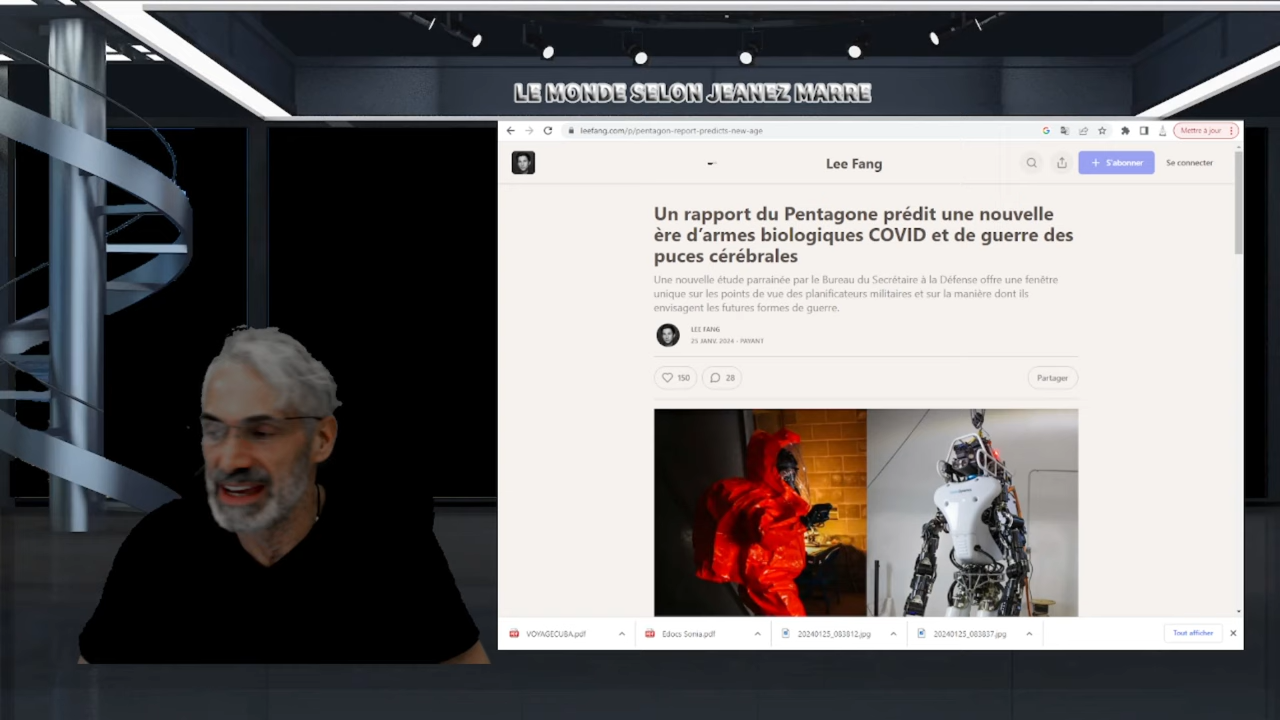 LE MONDE SELON JEANEZ MARRE
leefang.com/p/pentagon-report-predicts-new-age
Mettre à jour
Lee Fang
S'abonner
Se connecter
Un rapport du Pentagone prédit une nouvelle
ère d'armes biologiques COVID et de guerre des
puces cérébrales
Une nouvelle étude parrainée par le Bureau du Secrétaire à la Défense offre une fenêtre
unique sur les points de vue des planificateurs militaires et sur la manière dont ils
envisagent les futures formes de guerre.
LEE FANG
25 JANV. 2024 - PAYANT
150
28
Partager
VOYAGECUBA.pdf
Edocs Sonia.pdf
20240125_083812.jpg
20240125_083837.jpg
Tout afficher